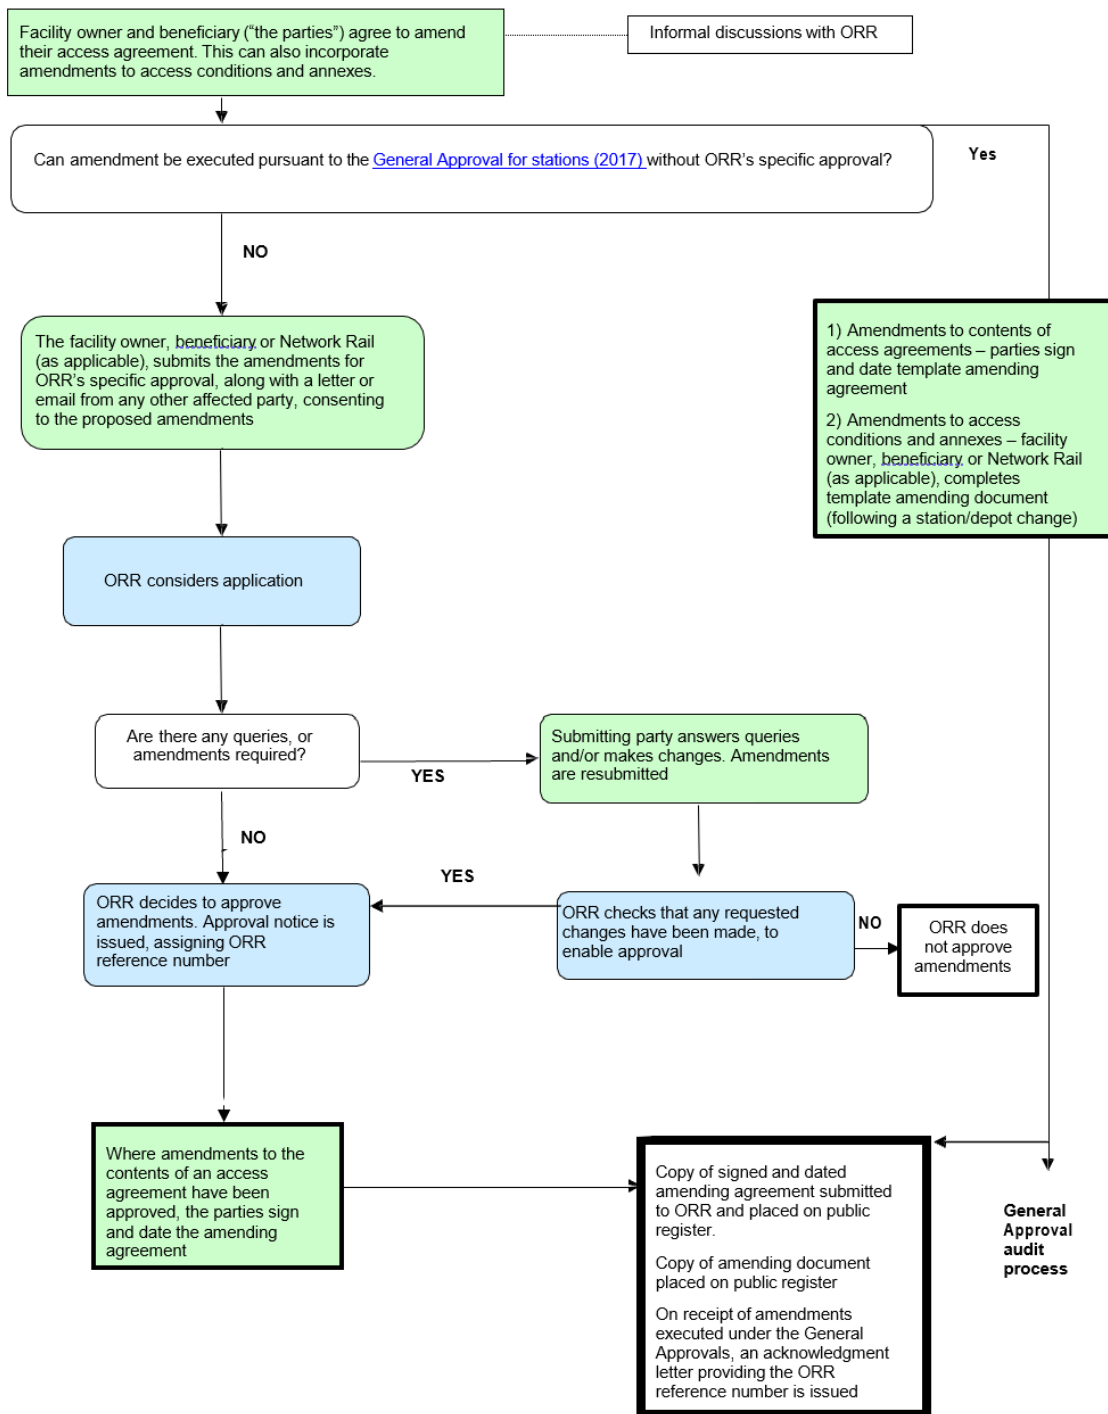 Facility owner and beneficiary (“the parties”) agree to amend
their access agreement. This can also incorporate
amendments to access conditions and annexes.
Informal discussions with ORR
Can amendment be executed pursuant to the General Approval for stations (2017) without ORR’s specific approval?
Yes
NO
The facility owner, beneficiary or Network Rail
(as applicable), submits the amendments for
ORR’s specific approval, along with a letter or
email from any other affected party, consenting
to the proposed amendments
1) Amendments to contents of
access agreements – parties sign
and date template amending
agreement
2) Amendments to access
conditions and annexes – facility
owner, beneficiary or Network Rail
(as applicable), completes
template amending document
(following a station/depot change)
ORR considers application
Are there any queries, or
amendments required?
YES
Submitting party answers queries
and/or makes changes. Amendments
are resubmitted
NO
YES
ORR decides to approve
amendments. Approval notice is
issued, assigning ORR
reference number
ORR checks that any requested
changes have been made, to
enable approval
NO
ORR does
not approve
amendments
Where amendments to the
contents of an access
agreement have been
approved, the parties sign
and date the amending
agreement
Copy of signed and dated
amending agreement submitted
to ORR and placed on public
register.
Copy of amending document
placed on public register
On receipt of amendments
executed under the General
Approvals, an acknowledgment
letter providing the ORR
reference number is issued
General
Approval
audit
process